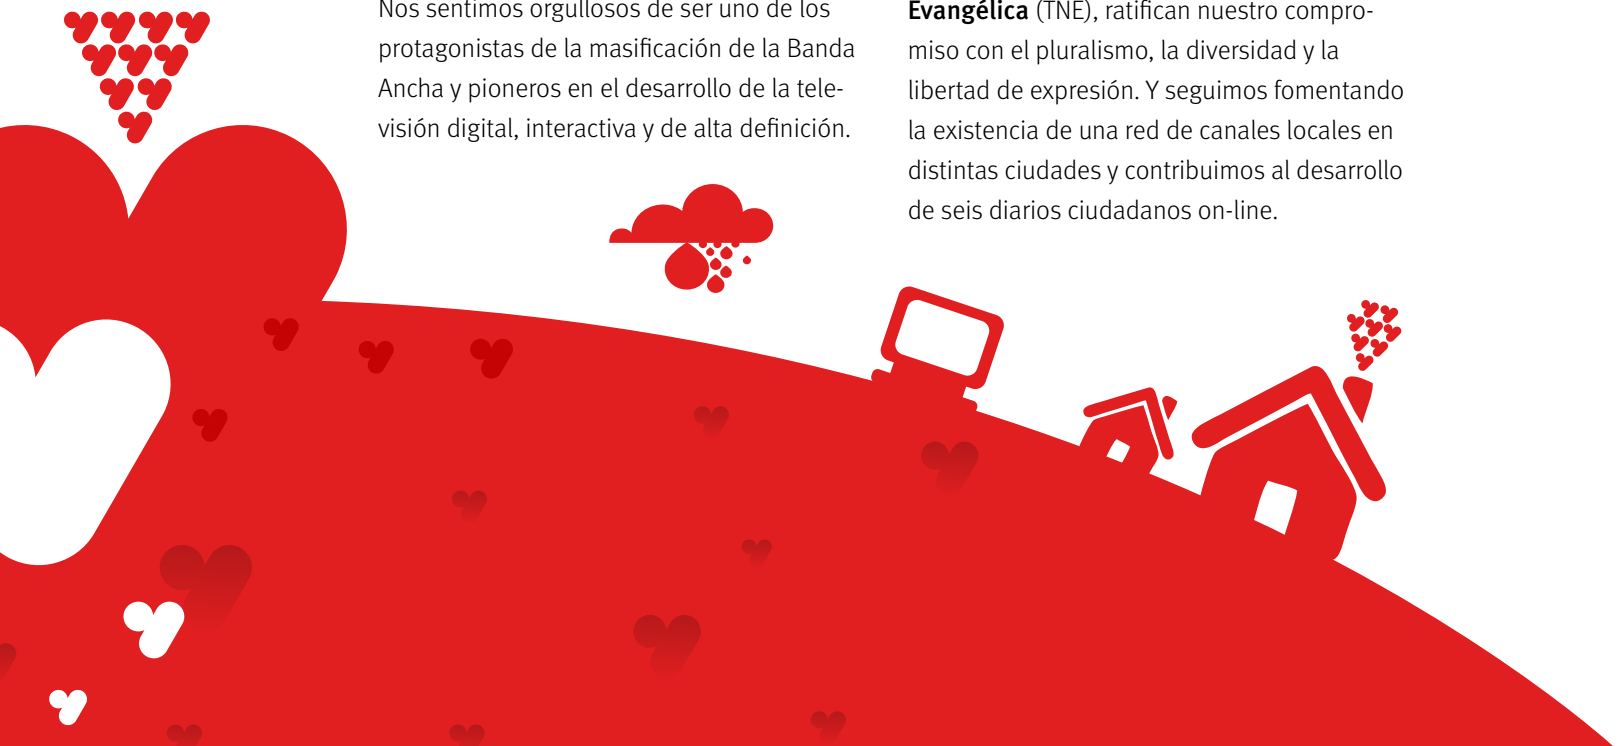 Nos sentimos orgullosos de ser uno de los
protagonistas de la masificación de la Banda
Ancha y pioneros en el desarrollo de la tele-
visión digital, interactiva y de alta definición.
Evangélica (TNE), ratifican nuestro compro-
miso con el pluralismo, la diversidad y la
libertad de expresión. Y seguimos fomentando
la existencia de una red de canales locales en
distintas ciudades y contribuimos al desarrollo
de seis diarios ciudadanos on-line.